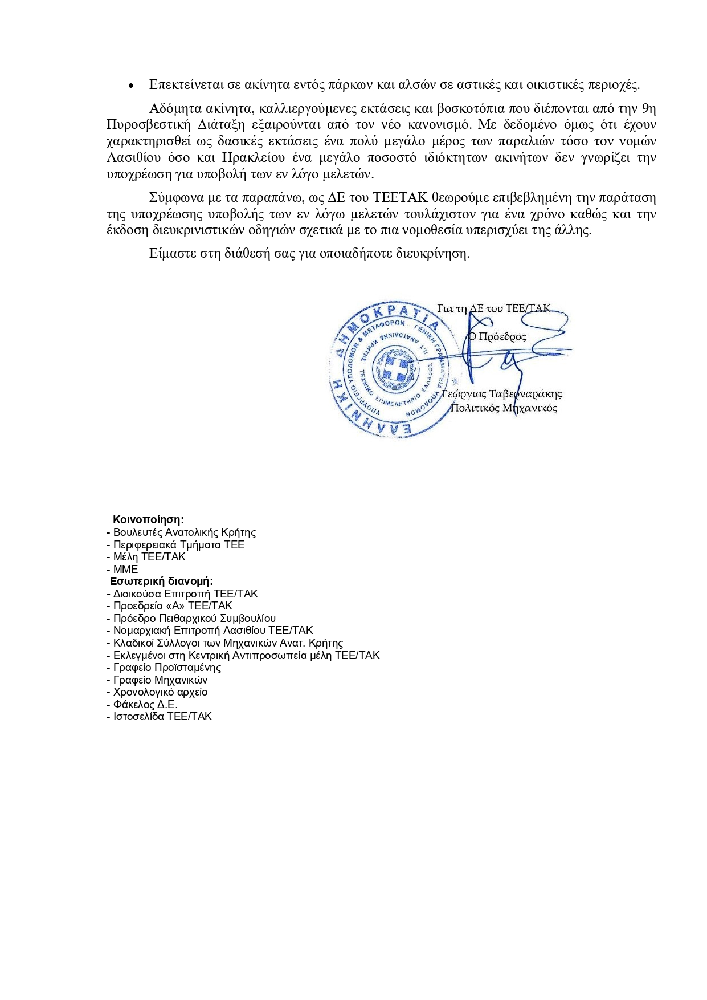 • Επεκτείνεται σε ακίνητα εντός πάρκων και αλσών σε αστικές και οικιστικές περιοχές.
Αδόμητα ακίνητα, καλλιεργούμενες εκτάσεις και βοσκοτόπια που διέπονται από την 9η
Πυροσβεστική Διάταξη εξαιρούνται από τον νέο κανονισμό. Με δεδομένο όμως ότι έχουν
χαρακτηρισθεί ως δασικές εκτάσεις ένα πολύ μεγάλο μέρος των παραλιών τόσο τον νομών
Λασιθίου όσο και Ηρακλείου ένα μεγάλο ποσοστό ιδιόκτητων ακινήτων δεν γνωρίζει την
υποχρέωση για υποβολή των εν λόγο μελετών.
Σύμφωνα με τα παραπάνω, ως ΔΕ του ΤΕΕΤΑΚ θεωρούμε επιβεβλημένη την παράταση
της υποχρέωσης υποβολής των εν λόγω μελετών τουλάχιστον για ένα χρόνο καθώς και την
έκδοση διευκρινιστικών οδηγιών σχετικά με το πια νομοθεσία υπερισχύει της άλλης.
Είμαστε στη διάθεσή σας για οποιαδήποτε διευκρίνηση.
Για τη ΔΕ του ΤΕΕ/ΤΑΚ
Ο Πρόεδρος
Γεώργιος Ταβερναράκης
Πολιτικός Μηχανικός
ΕΛΛΗΝΙΚΗ ΔΗΜΟΚΡΑΤΙΑ
ΥΠΟΥΡΓΕΙΟ ΥΠΟΔΟΜΩΝ & ΜΕΤΑΦΟΡΩΝ. ΓΕΝΙΚΗ ΓΡΑΜΜΑΤΕΙΑ ΥΠΟΔΟΜΩΝ
ΤΕΧΝΙΚΟ ΕΠΙΜΕΛΗΤΗΡΙΟ ΕΛΛΑΔΟΣ
Π.Τ. ΑΝΑΤΟΛΙΚΗΣ ΚΡΗΤΗΣ
Κοινοποίηση:
- Βουλευτές Ανατολικής Κρήτης
- Περιφερειακά Τμήματα ΤΕΕ
- Μέλη ΤΕΕ/ΤΑΚ
- ΜΜΕ
Εσωτερική διανομή:
- Διοικούσα Επιτροπή ΤΕΕ/ΤΑΚ
- Προεδρείο «Α» ΤΕΕ/ΤΑΚ
- Πρόεδρο Πειθαρχικού Συμβουλίου
- Νομαρχιακή Επιτροπή Λασιθίου ΤΕΕ/ΤΑΚ
- Κλαδικοί Σύλλογοι των Μηχανικών Ανατ. Κρήτης
- Εκλεγμένοι στη Κεντρική Αντιπροσωπεία μέλη ΤΕΕ/ΤΑΚ
- Γραφείο Προϊσταμένης
- Γραφείο Μηχανικών
- Χρονολογικό αρχείο
- Φάκελος Δ.Ε.
- Ιστοσελίδα ΤΕΕ/ΤΑΚ